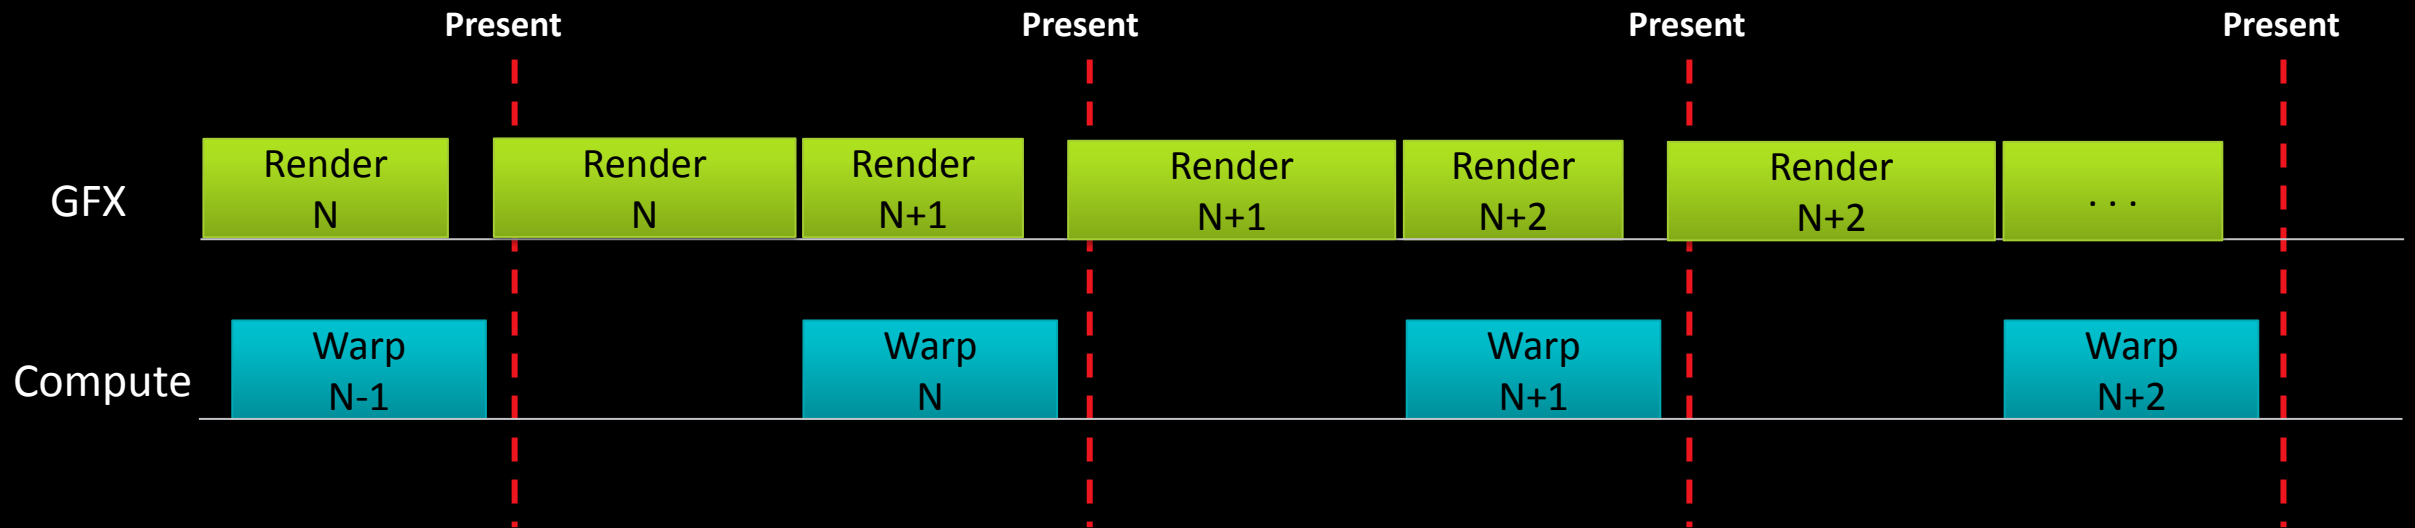 Present
Present
Present
Present
GFX
Render
N
Render
N
Render
N+1
Render
N+1
Render
N+2
Render
N+2
. . .
Compute
Warp
N-1
Warp
N
Warp
N+1
Warp
N+2